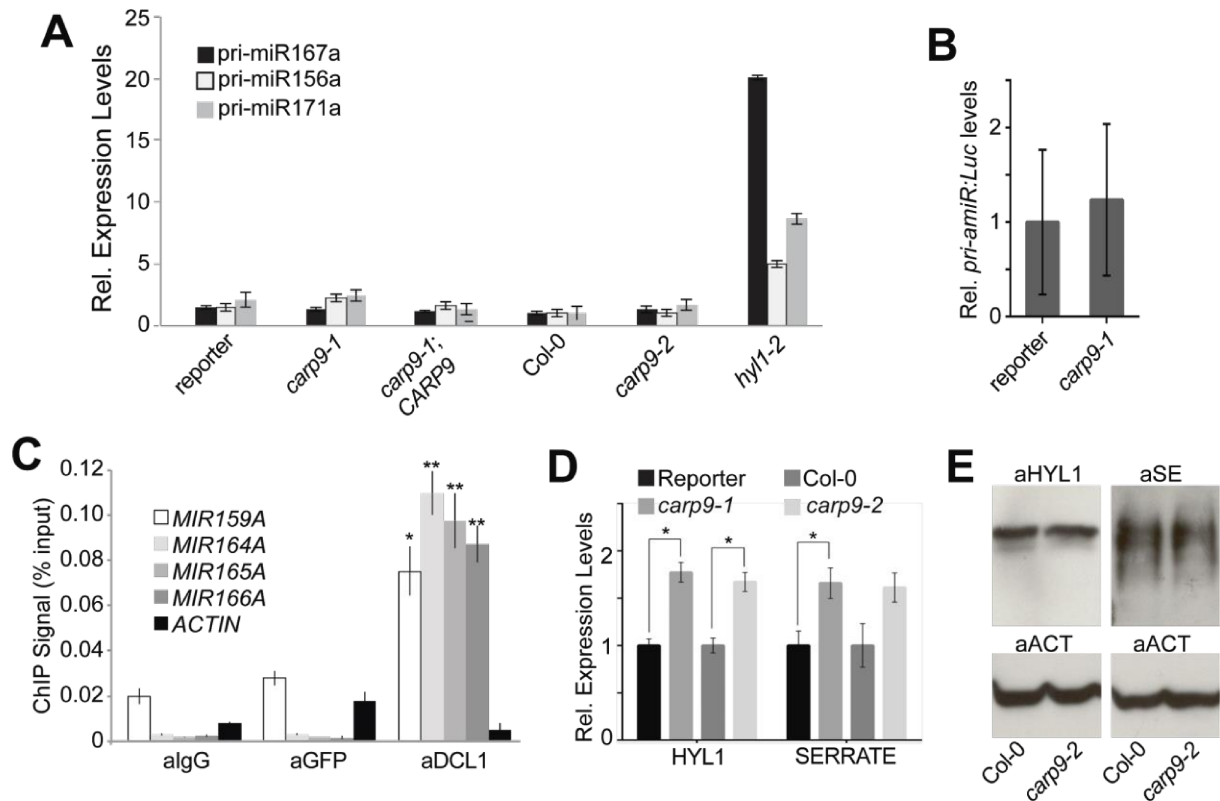 A
Rel. Expression Levels
25
20
15
10
5
0
pri-miR167a
pri-miR156a
pri-miR171a
reporter
carp9-1
carp9-1;
CARP9
Col-0
carp9-2
hyl1-2
B
Rel. pri-amiR:Luc levels
2
1
0
reporter
carp9-1
C
ChIP Signal (% input)
0.12
0.10
0.08
0.06
0.04
0.02
0
MIR159A
MIR164A
MIR165A
MIR166A
ACTIN
* ** ** **
aIgG
aGFP
aDCL1
D
Reporter
Col-0
carp9-1
carp9-2
Rel. Expression Levels
2
1
0
* * *
HYL1
SERRATE
E
aHYL1
aSE
aACT
aACT
Col-0
carp9-2
Col-0
carp9-2